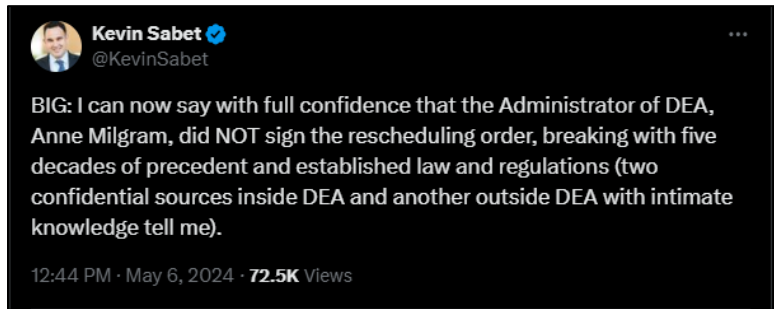 Kevin Sabet
@KevinSabet
BIG: I can now say with full confidence that the Administrator of DEA,
Anne Milgram, did NOT sign the rescheduling order, breaking with five
decades of precedent and established law and regulations (two
confidential sources inside DEA and another outside DEA with intimate
knowledge tell me).
12:44 PM · May 6, 2024 · 72.5K Views